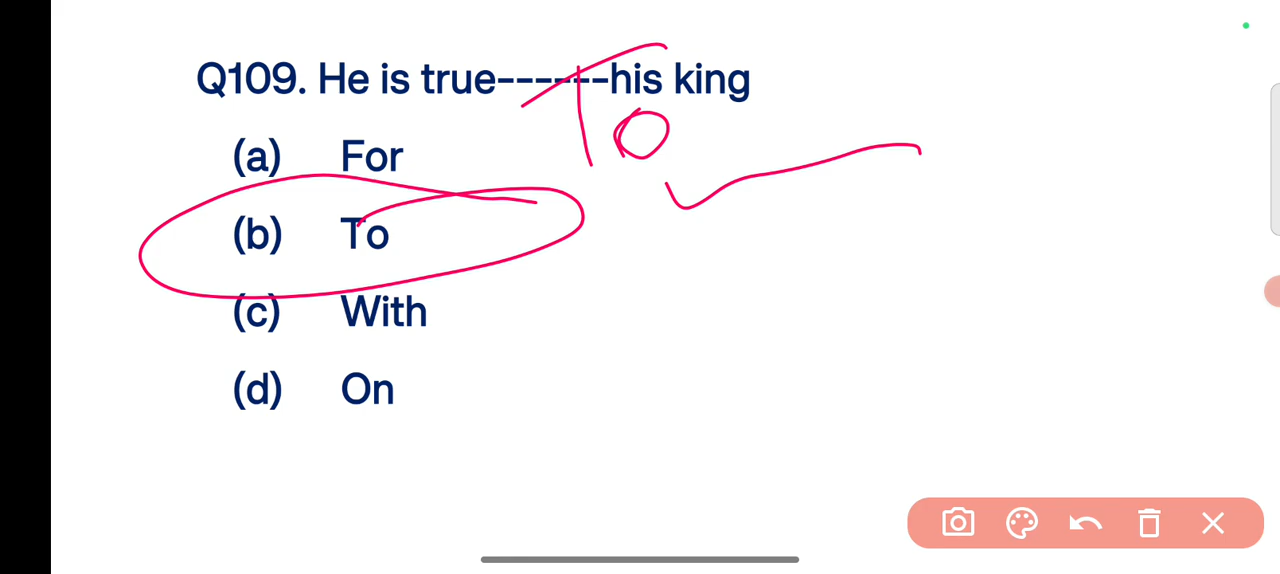 Q109. He is true------his king
To
(a) For
(b) To
(c) With
(d) On